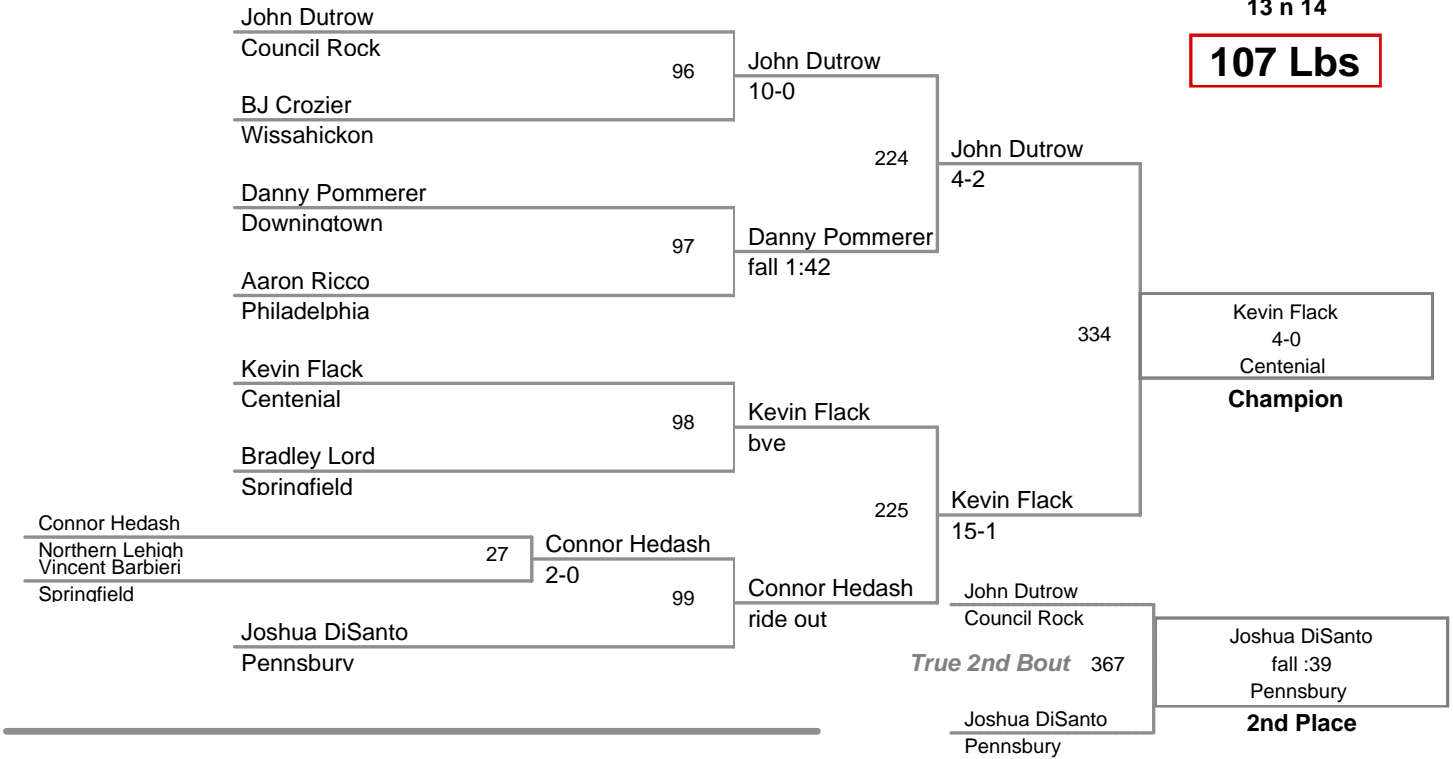 13 n 14
107 Lbs
John Dutrow
Council Rock
96
BJ Crozier
Wissahickon
John Dutrow
10-0
Danny Pommerer
Downingtown
97
Aaron Ricco
Philadelphia
Danny Pommerer
fall 1:42
224
John Dutrow
4-2
Kevin Flack
Centenial
98
Bradley Lord
Springfield
Kevin Flack
bye
Connor Hedash
Northern Lehigh
Vincent Barbieri
Springfield
27
Connor Hedash
2-0
99
Joshua DiSanto
Pennsbury
Connor Hedash
ride out
225
Kevin Flack
15-1
334
Kevin Flack
4-0
Centenial
Champion
John Dutrow
Council Rock
True 2nd Bout 367
Joshua DiSanto
Pennsbury
Joshua DiSanto
fall :39
Pennsbury
2nd Place